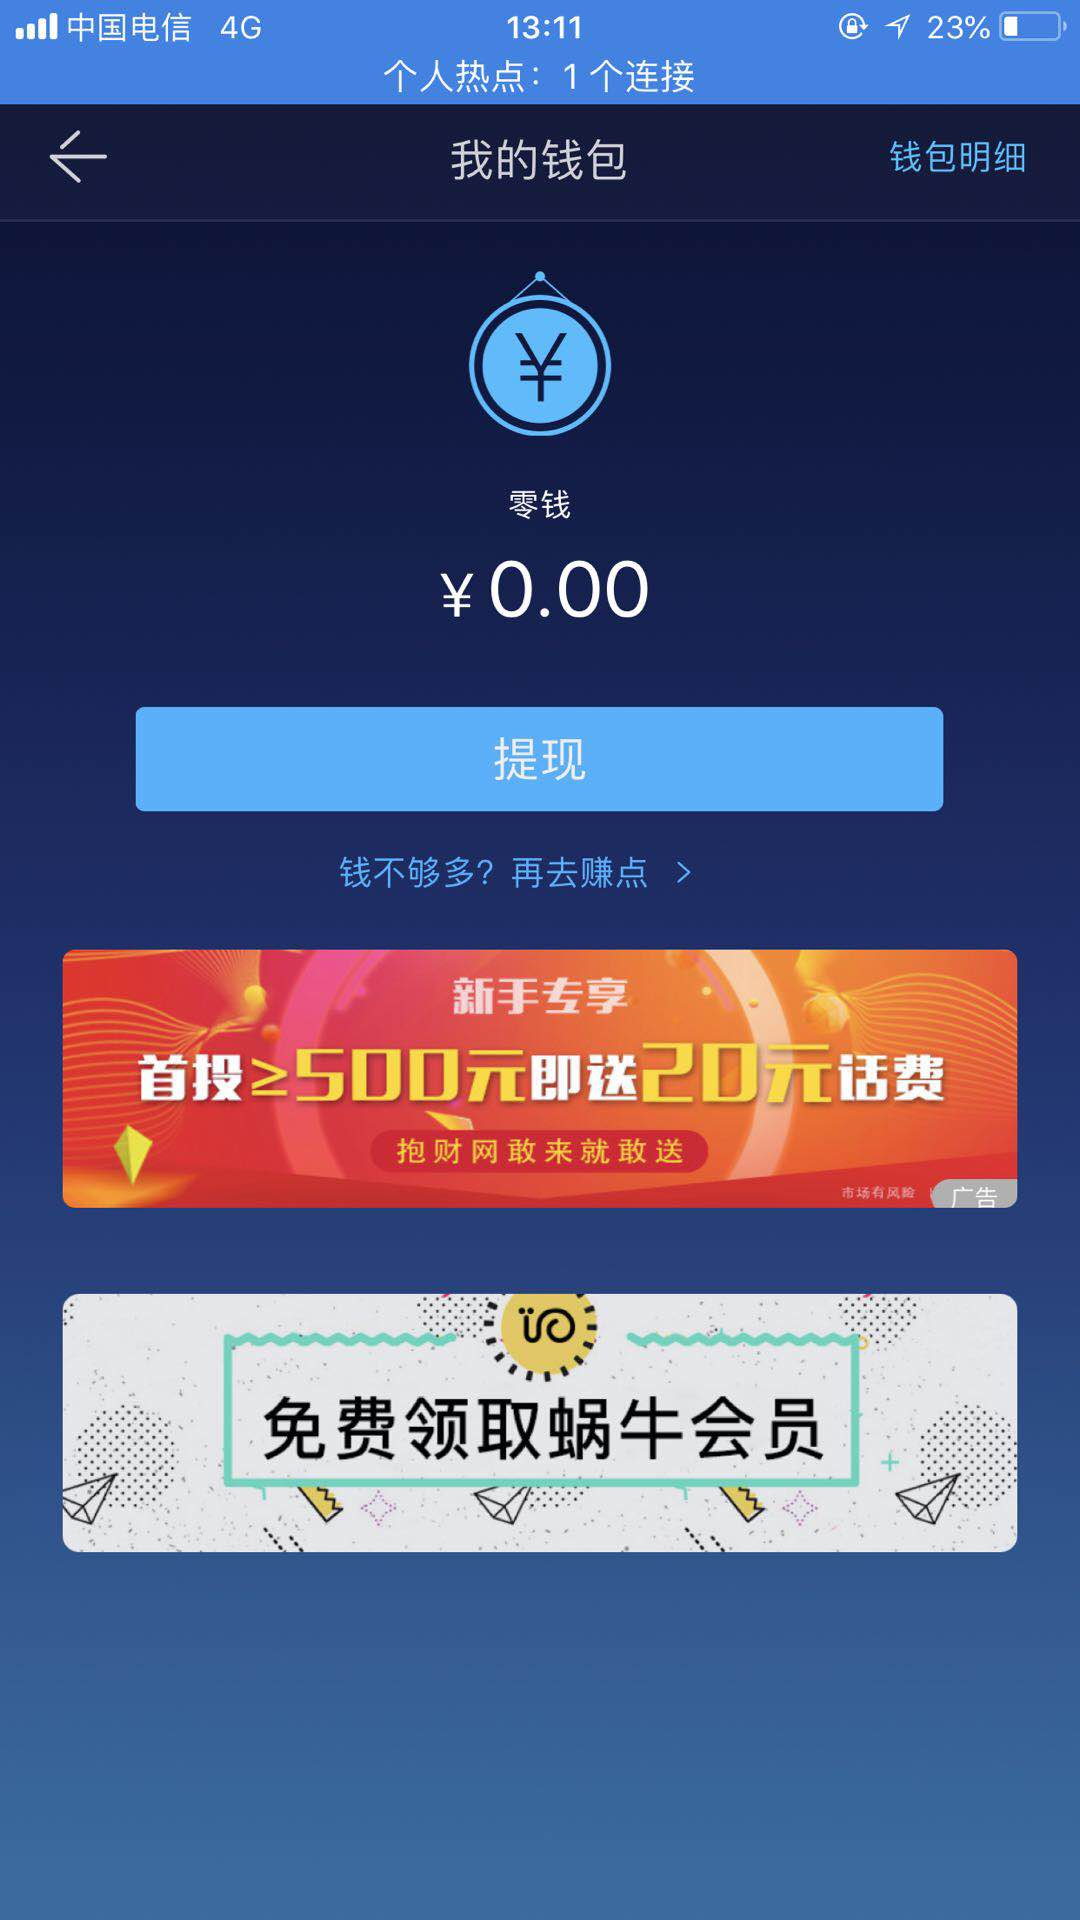 中国电信 4G 13:11 23%
个人热点：1 个连接
我的钱包 钱包明细
¥
零钱
¥ 0.00
提现
钱不够多？再去赚点 >
新手专享
首投≥500元即送20元话费
抱财网敢来就敢送
市场有风险
广告
免费领取蜗牛会员